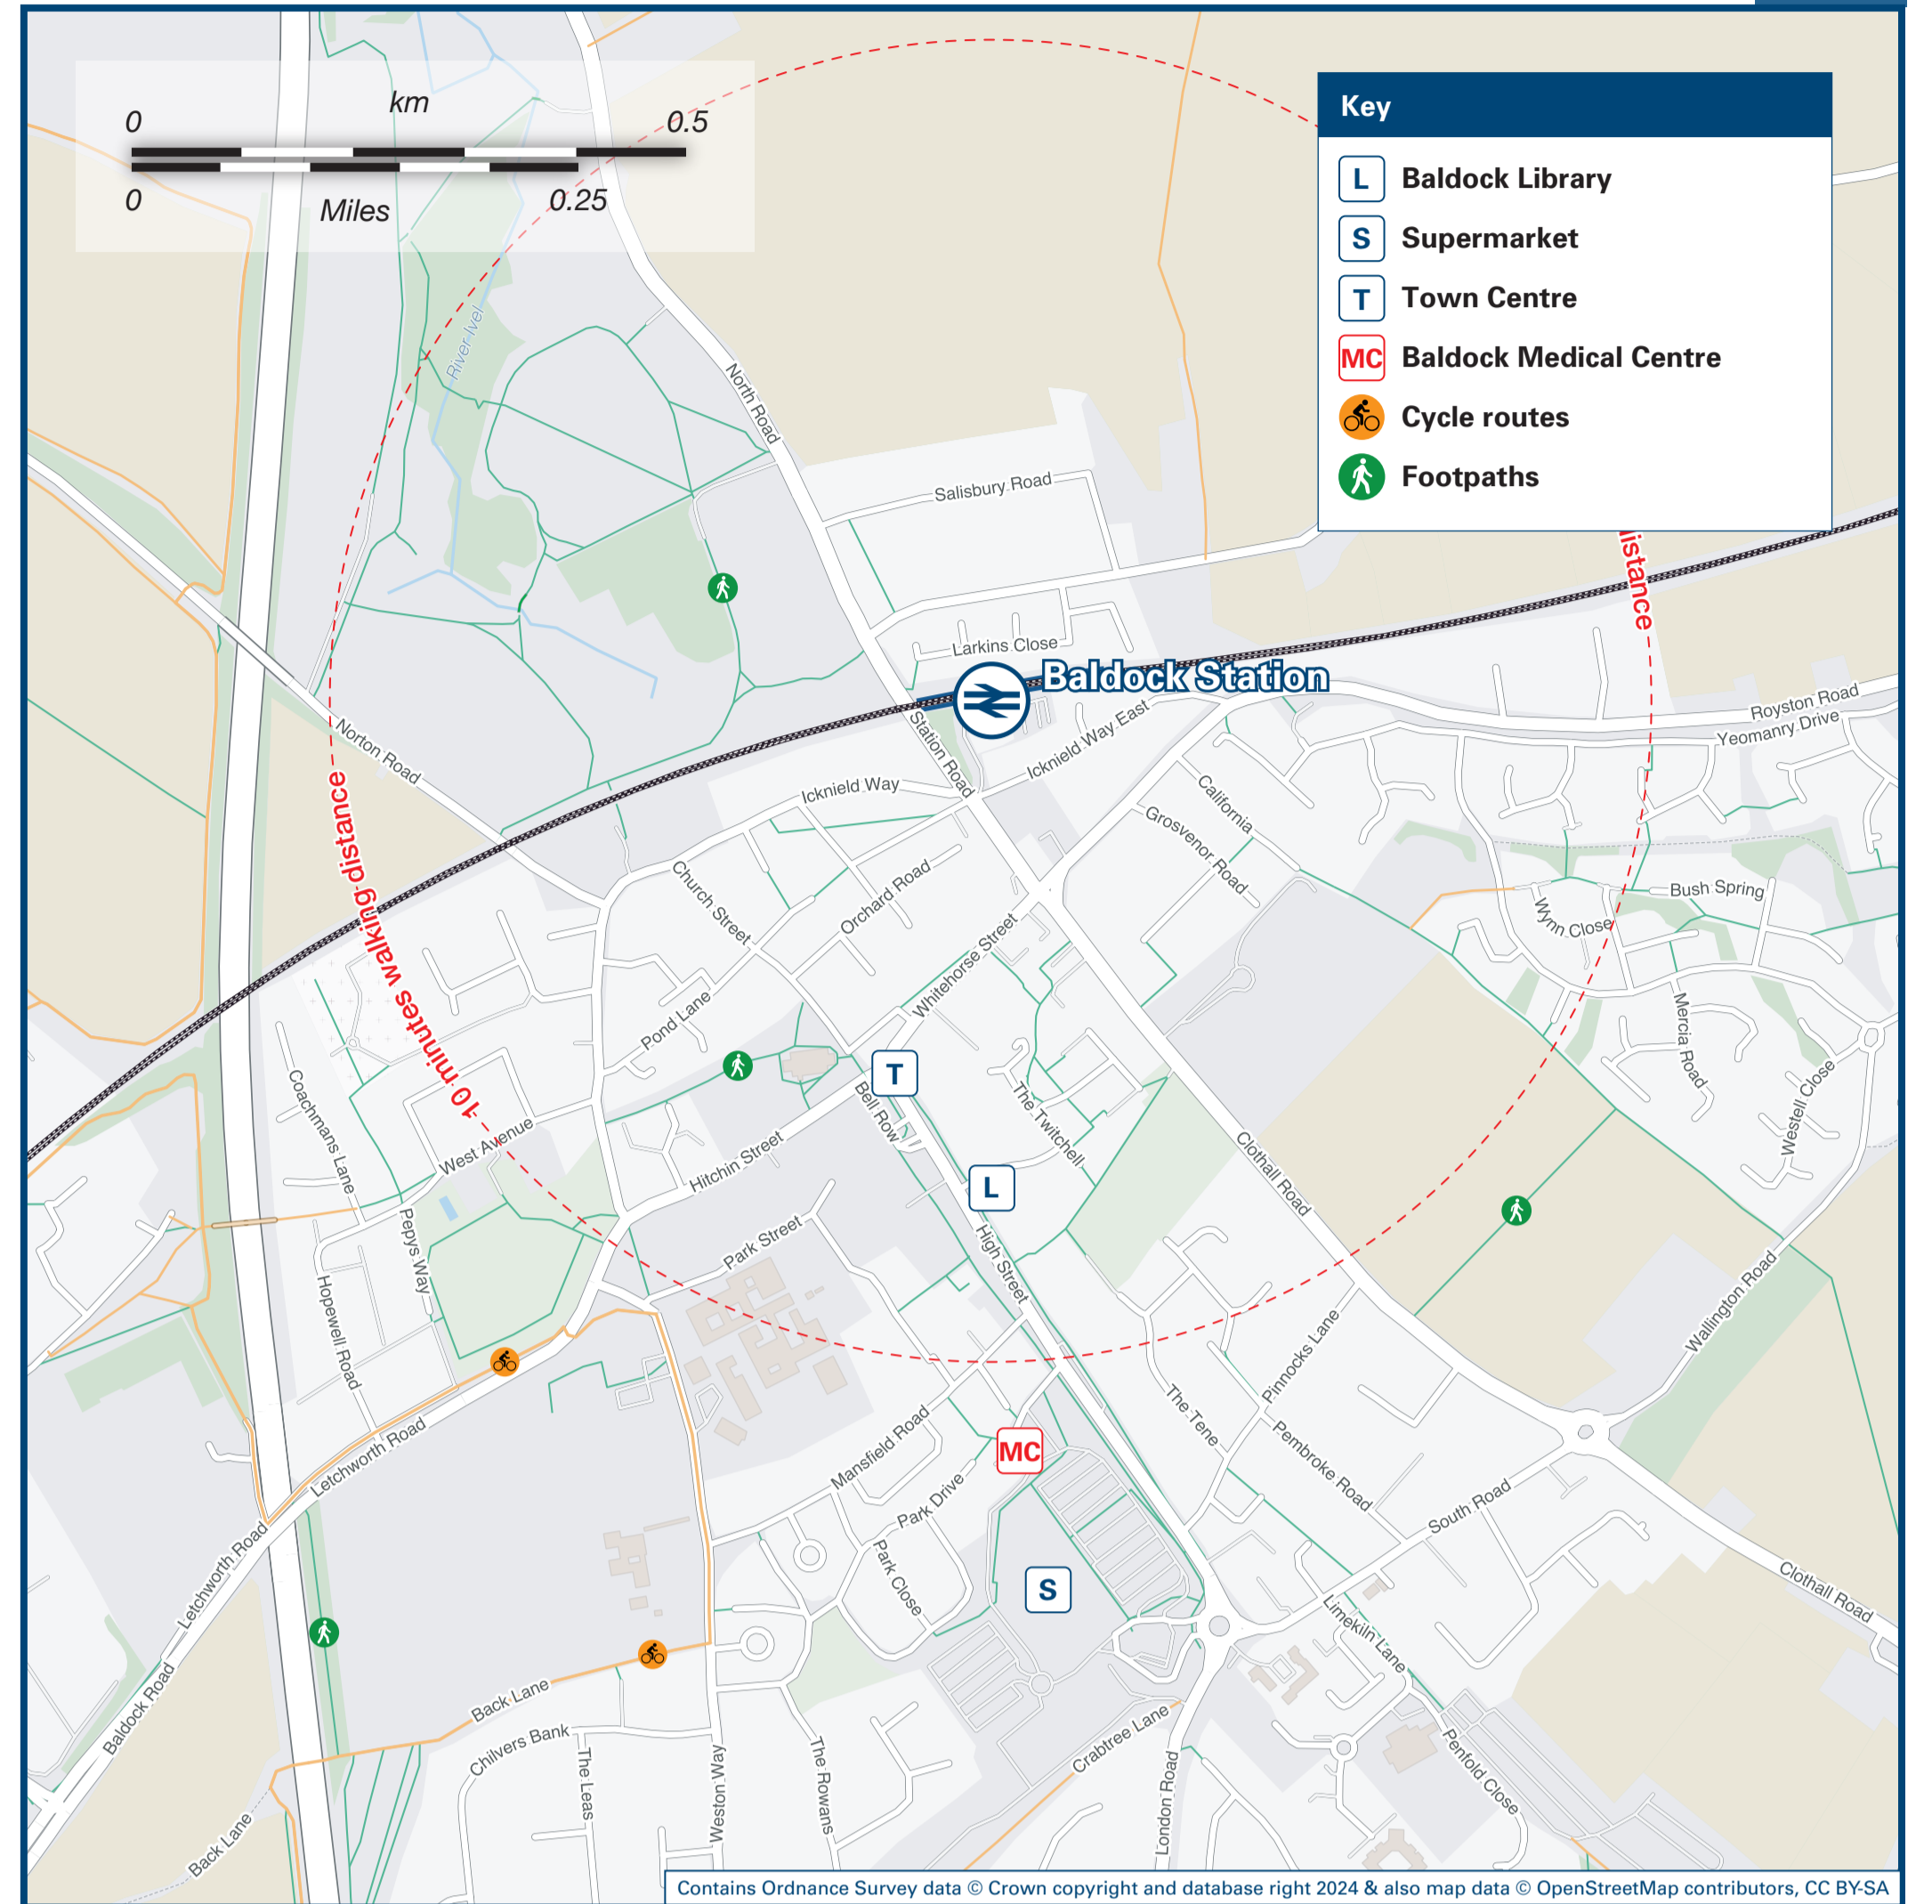 km
0
0.5
0
Miles
0.25
Key
L
Baldock Library
S
Supermarket
T
Town Centre
MC
Baldock Medical Centre
Cycle routes
Footpaths
River Ivel
North Road
Salisbury Road
istance
Larkins Close
Baldock Station
Royston Road
Yeomanry Drive
Norton Road
Station Road
Icknield Way East
Icknield Way
California
Grosvenor Road
10 minutes walking distance
Church Street
Orchard Road
Bush Spring
Wynn Close
Whitehorse Street
Pond Lane
Mercia Road
T
Coachmans Lane
Bell Row
The Twitchell
Westell Close
West Avenue
Hitchin Street
Clothall Road
L
Pepys Way
Park Street
High Street
Hopewell Road
Wallington Road
Pinnocks Lane
The Tene
Letchworth Road
Mansfield Road
MC
Pembroke Road
Park Drive
South Road
Letchworth Road
Park Close
S
Clothall Road
Limekiln Lane
Baldock Road
Back Lane
Chilvers Bank
The Leas
Weston Way
The Rowans
Crabtree Lane
London Road
Penfold Close
Back Lane
Contains Ordnance Survey data © Crown copyright and database right 2024 & also map data © OpenStreetMap contributors, CC BY-SA